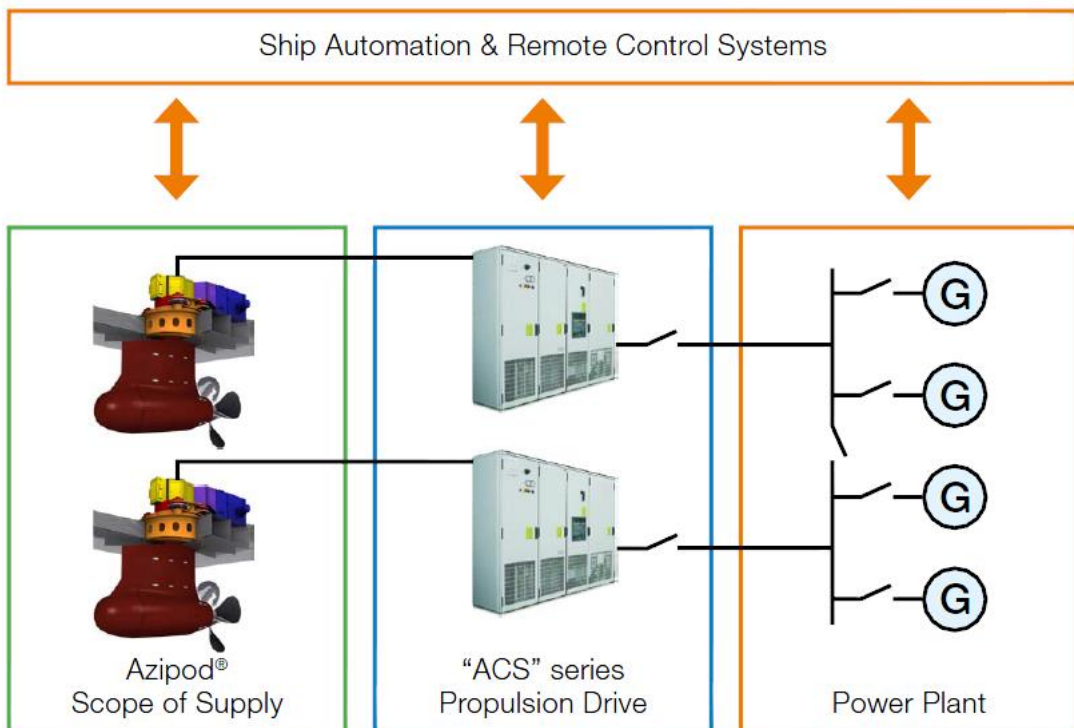 Ship Automation & Remote Control Systems
G
G
G
G
Azipod®
Scope of Supply
“ACS” series
Propulsion Drive
Power Plant